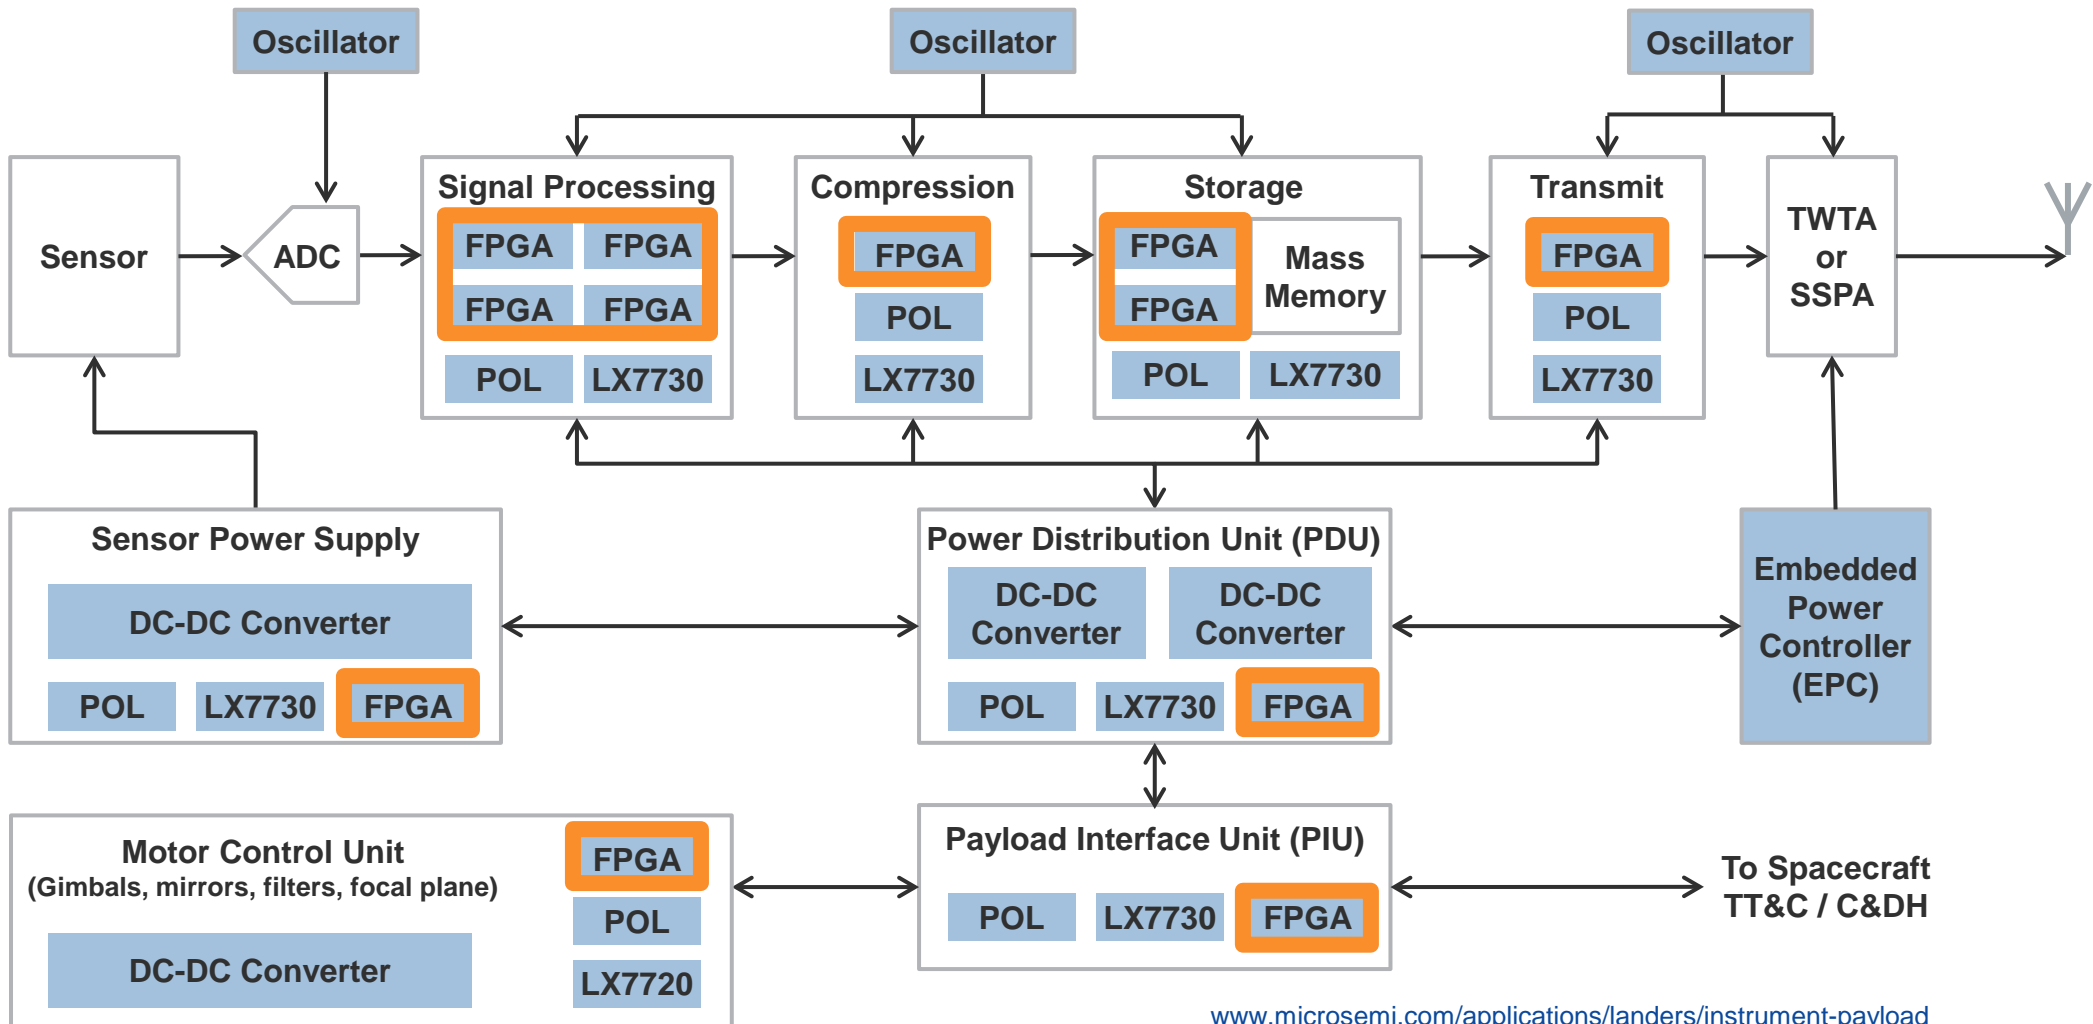 Oscillator
Oscillator
Oscillator
Sensor
ADC
Signal Processing
FPGA FPGA
FPGA FPGA
POL LX7730
Compression
FPGA
POL
LX7730
Storage
FPGA
FPGA
Mass
Memory
POL LX7730
Transmit
FPGA
POL
LX7730
TWTA
or
SSPA
Sensor Power Supply
DC-DC Converter
POL LX7730 FPGA
Power Distribution Unit (PDU)
DC-DC
Converter
DC-DC
Converter
POL LX7730 FPGA
Embedded
Power
Controller
(EPC)
Motor Control Unit
(Gimbals, mirrors, filters, focal plane)
DC-DC Converter
FPGA
POL
LX7720
Payload Interface Unit (PIU)
POL LX7730 FPGA
To Spacecraft
TT&C / C&DH
www.microsemi.com/applications/landers/instrument-payload